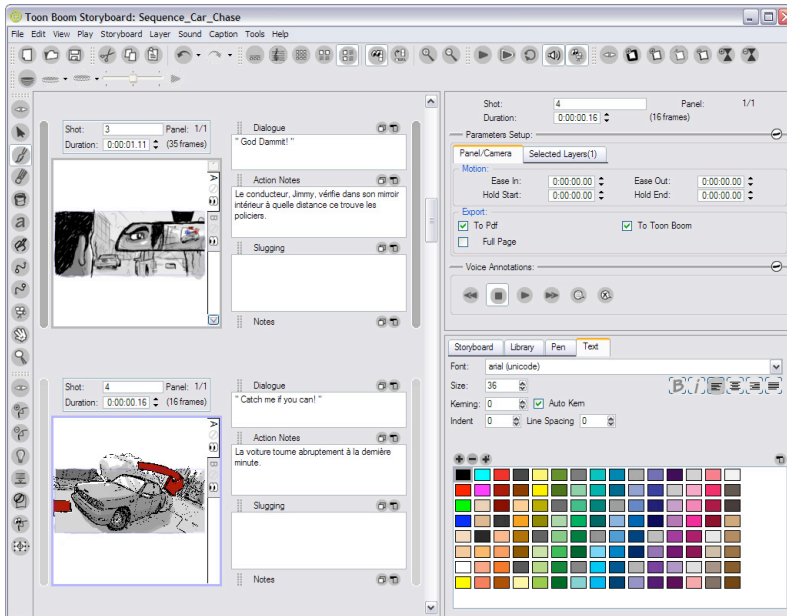 Toon Boom Storyboard: Sequence_Car_Chase
File Edit View Play Storyboard Layer Sound Caption Tools Help
Shot: 3 Panel: 1/1
Duration: 0:00:01.11 (35 frames)
Dialogue
" God Dammit! "
Action Notes
Le conducteur, Jimmy, vérifie dans son mirroir
intérieur à quelle distance ce trouve les
policiers.
Slugging
Notes
A
B
Shot: 4 Panel: 1/1
Duration: 0:00:00.16 (16 frames)
Dialogue
" Catch me if you can! "
Action Notes
La voiture tourne abruptement à la dernière
minute.
Slugging
Notes
A
Shot: 4 Panel: 1/1
Duration: 0:00:00.16 (16 frames)
Parameters Setup:
Panel/Camera Selected Layers(1)
Motion:
Ease In: 0:00:00.00 Ease Out: 0:00:00.00
Hold Start: 0:00:00.00 Hold End: 0:00:00.00
Export:
To Pdf To Toon Boom
Full Page
Voice Annotations:
Storyboard Library Pen Text
Font: arial (unicode)
Size: 36 B i
Kerning: 0 Auto Kern
Indent 0 Line Spacing 0